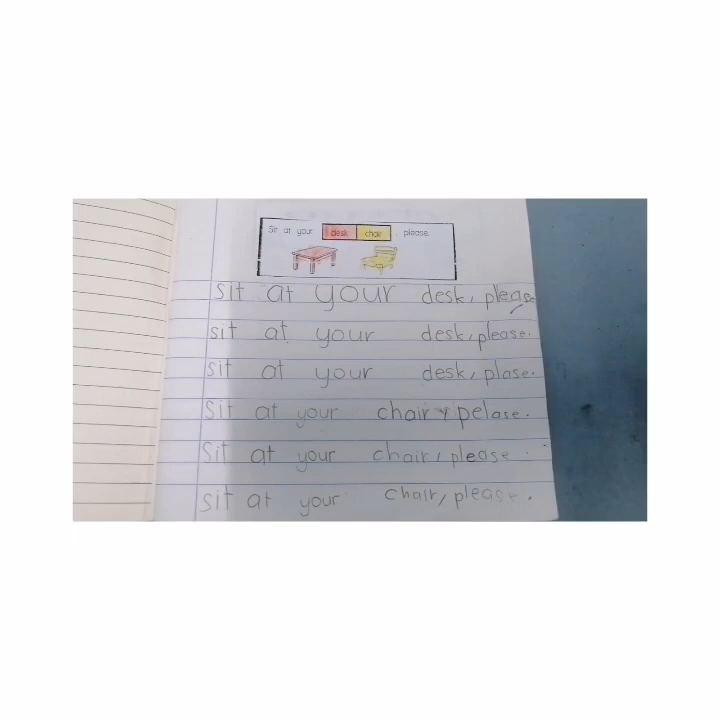 Sit at your desk chair , please.
sit at your desk, please
sit at your desk, please.
sit at your desk, plase.
Sit at your chair, pelase.
Sit at your chair, please.
sit at your chair, please.